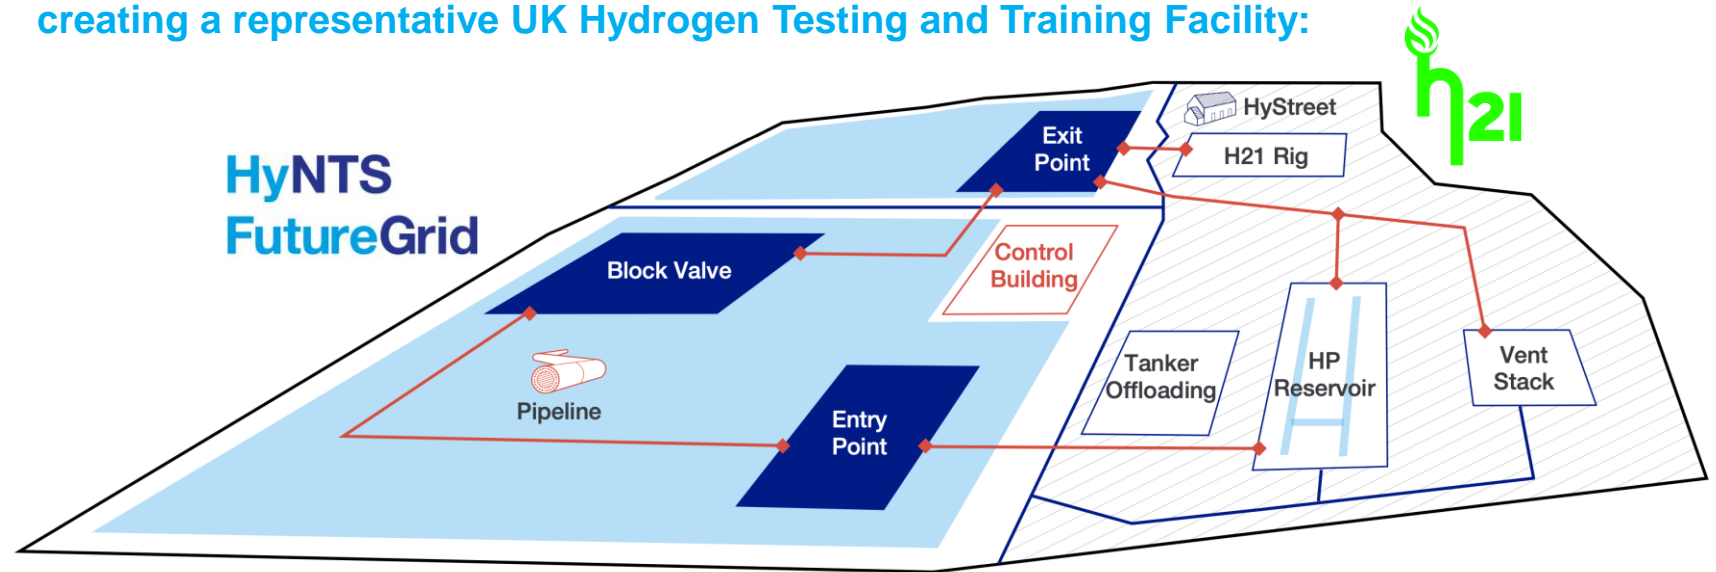 creating a representative UK Hydrogen Testing and Training Facility:
h21
HyStreet
Exit
Point
H21 Rig
HyNTS
FutureGrid
Block Valve
Control
Building
Pipeline
Entry
Point
Tanker
Offloading
HP
Reservoir
Vent
Stack